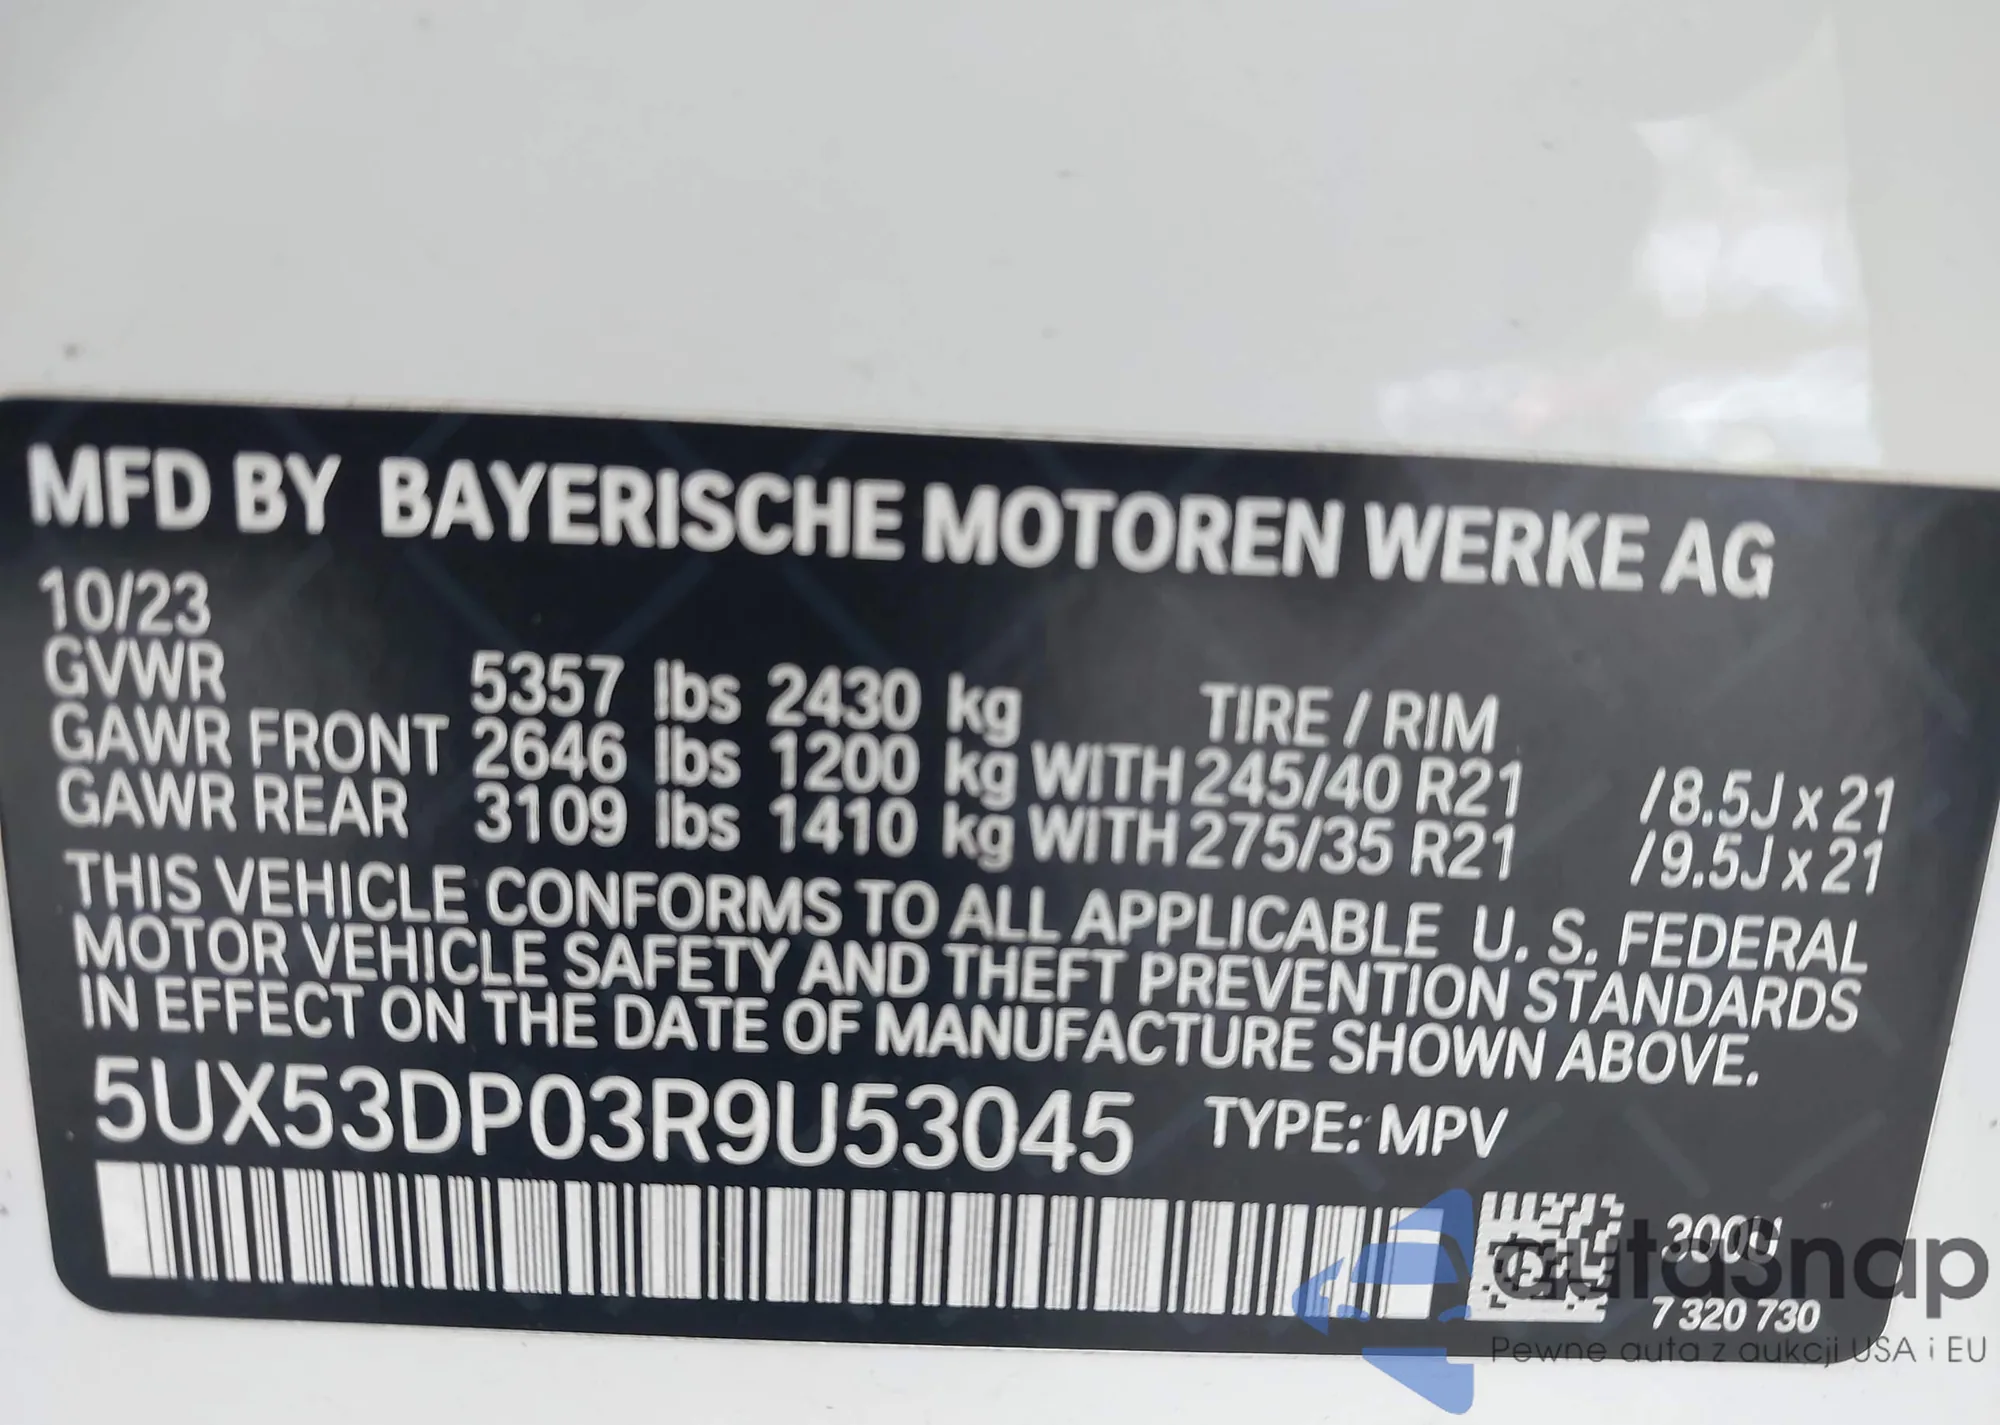 MFD BY BAYERISCHE MOTOREN WERKE AG
10/23
GVWR 5357 lbs 2430 kg TIRE / RIM
GAWR FRONT 2646 lbs 1200 kg WITH 245/40 R21 /8.5J x 21
GAWR REAR 3109 lbs 1410 kg WITH 275/35 R21 /9.5J x 21
THIS VEHICLE CONFORMS TO ALL APPLICABLE U. S. FEDERAL
MOTOR VEHICLE SAFETY AND THEFT PREVENTION STANDARDS
IN EFFECT ON THE DATE OF MANUFACTURE SHOWN ABOVE.
5UX53DP03R9U53045 TYPE: MPV
300U
autaSnap
7 320 730
Pewne auta z aukcji USA i EU